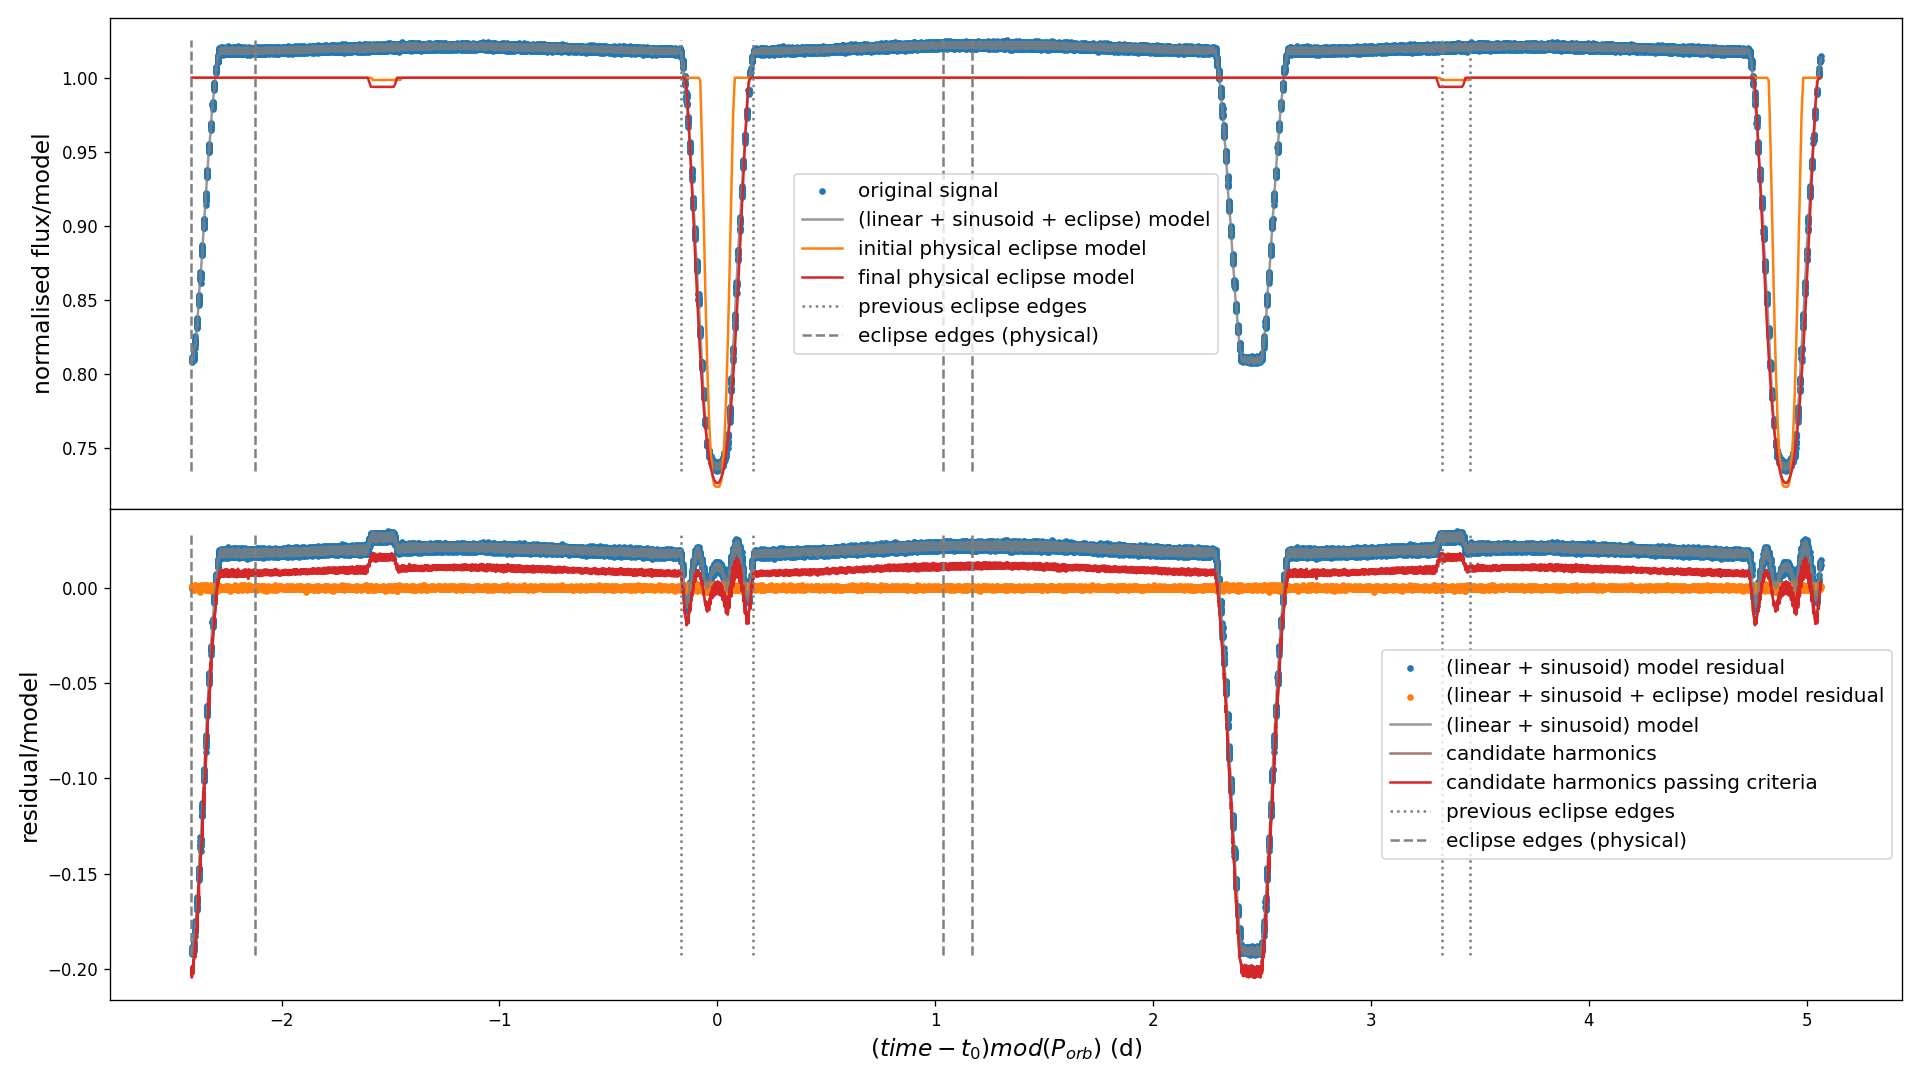 normalised flux/model
1.00
0.95
0.90
0.85
0.80
0.75
original signal
(linear + sinusoid + eclipse) model
initial physical eclipse model
final physical eclipse model
previous eclipse edges
eclipse edges (physical)
residual/model
0.00
−0.05
−0.10
−0.15
−0.20
(linear + sinusoid) model residual
(linear + sinusoid + eclipse) model residual
(linear + sinusoid) model
candidate harmonics
candidate harmonics passing criteria
previous eclipse edges
eclipse edges (physical)
−2 −1 0 1 2 3 4 5
(time − t₀)mod(P_orb) (d)